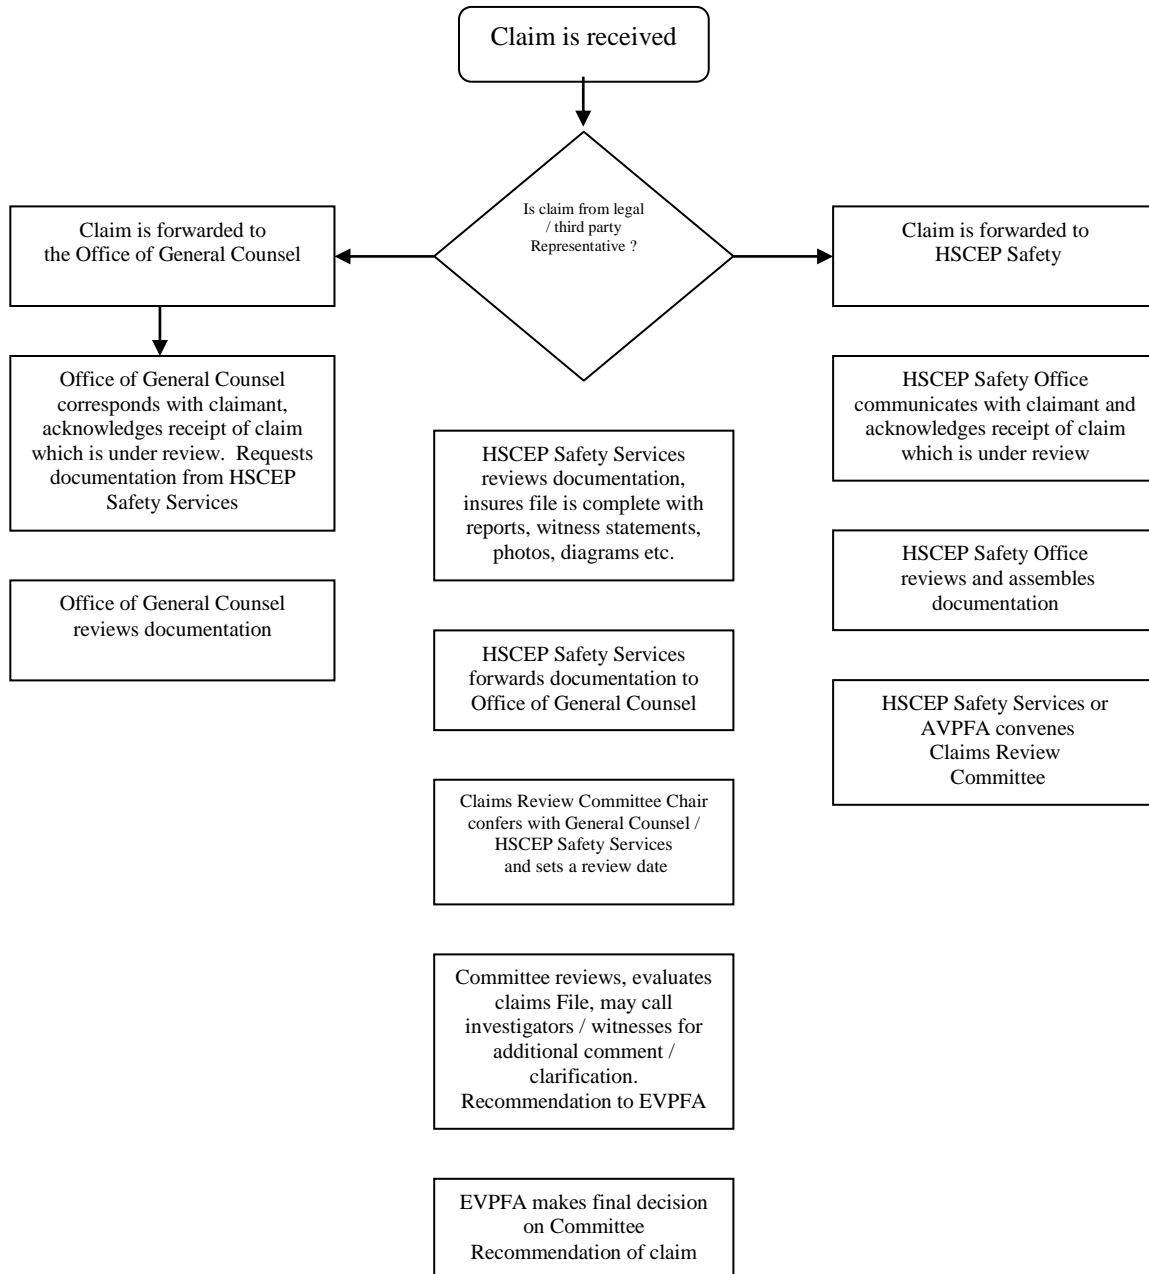 Claim is received
Is claim from legal
/ third party
Representative ?
Claim is forwarded to
the Office of General Counsel
Claim is forwarded to
HSCEP Safety
Office of General Counsel
corresponds with claimant,
acknowledges receipt of claim
which is under review.  Requests
documentation from HSCEP
Safety Services
HSCEP Safety Office
communicates with claimant and
acknowledges receipt of claim
which is under review
HSCEP Safety Services
reviews documentation,
insures file is complete with
reports, witness statements,
photos, diagrams etc.
HSCEP Safety Office
reviews and assembles
documentation
Office of General Counsel
reviews documentation
HSCEP Safety Services
forwards documentation to
Office of General Counsel
HSCEP Safety Services or
AVPFA convenes
Claims Review
Committee
Claims Review Committee Chair
confers with General Counsel /
HSCEP Safety Services
and sets a review date
Committee reviews, evaluates
claims File, may call
investigators / witnesses for
additional comment /
clarification.
Recommendation to EVPFA
EVPFA makes final decision
on Committee
Recommendation of claim